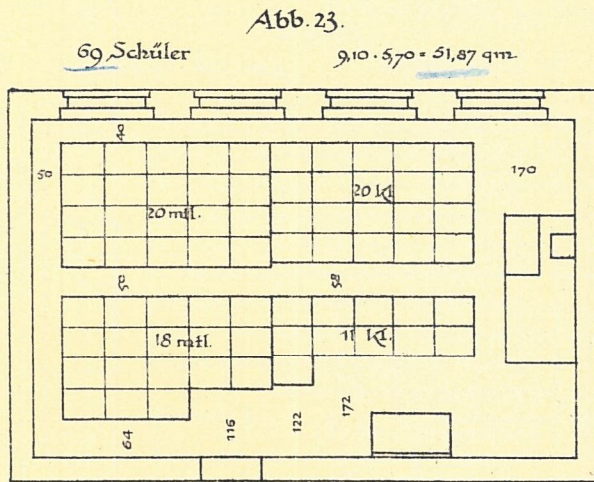 Abb. 23.
69 Schüler
9,10 · 5,70 = 51,87 qm
50
170
20 mtl.
20 kl.
18 mtl.
11 kl.
64
116
122
172